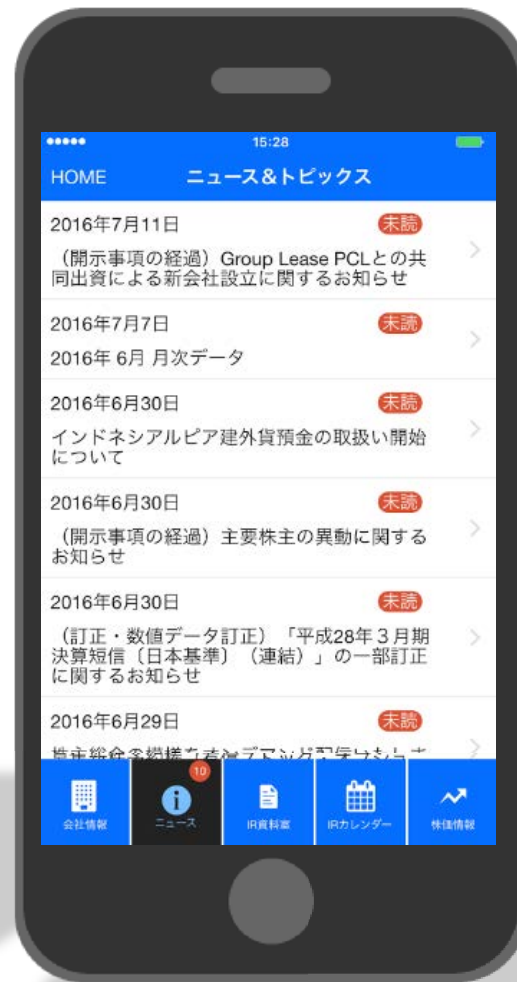 15:28
HOME
ニュース&トピックス
2016年7月11日
未読
（開示事項の経過）Group Lease PCLとの共
同出資による新会社設立に関するお知らせ
2016年7月7日
未読
2016年 6月 月次データ
2016年6月30日
未読
インドネシアルピア建外貨預金の取扱い開始
について
2016年6月30日
未読
（開示事項の経過）主要株主の異動に関する
お知らせ
2016年6月30日
未読
（訂正・数値データ訂正）「平成28年３月期
決算短信〔日本基準〕（連結）」の一部訂正
に関するお知らせ
2016年6月29日
未読
10
会社情報
ニュース
IR資料室
IRカレンダー
株価情報